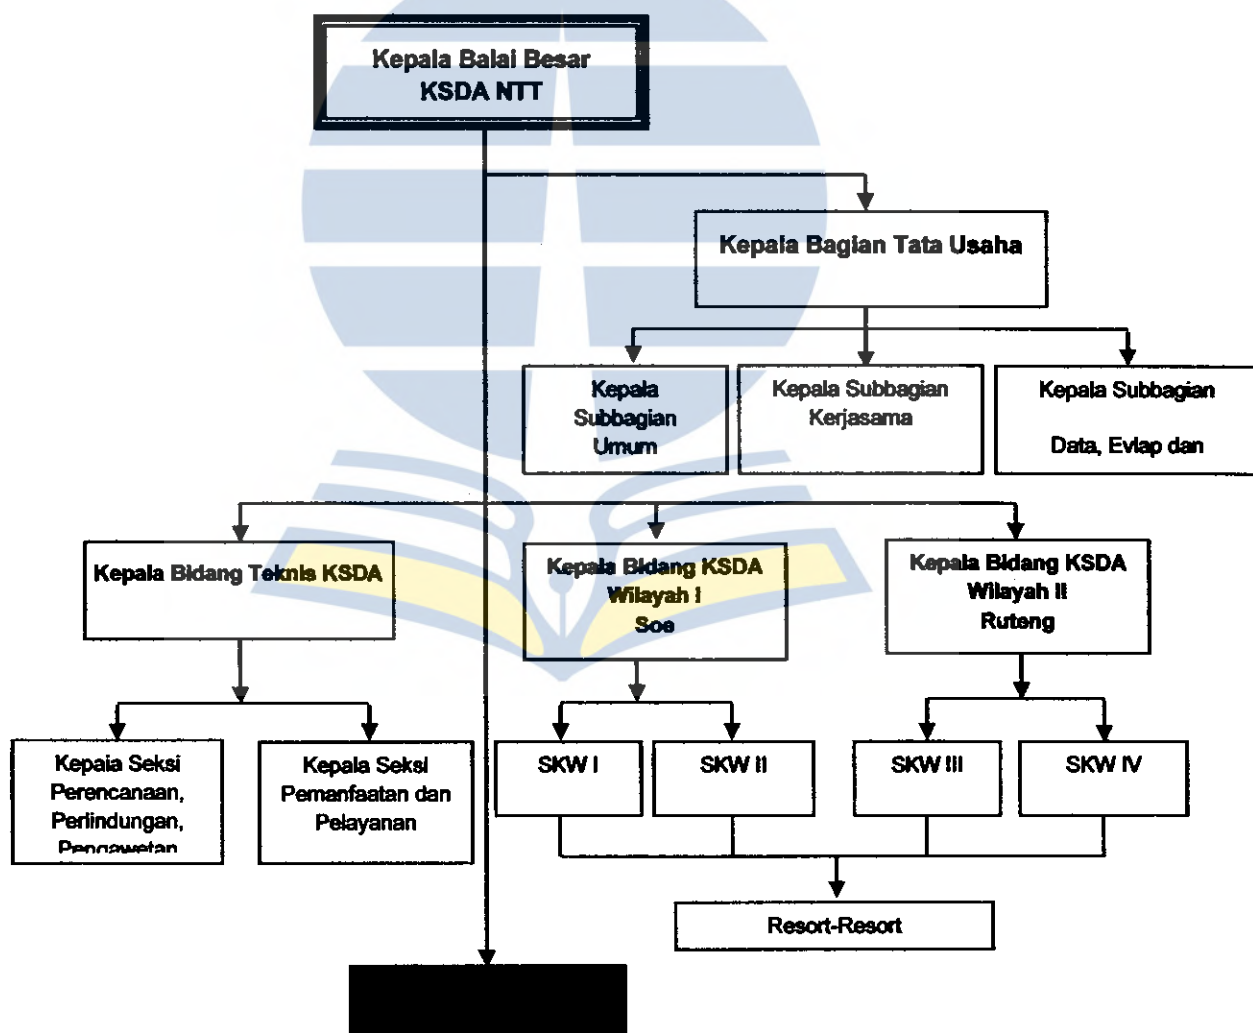 Kepala Balai Besar
KSDA NTT
Kepala Bagian Tata Usaha
Kepala
Subbagian
Umum
Kepala Subbagian
Kerjasama
Kepala Subbagian
Data, Evlap dan
Kepala Bidang Teknis KSDA
Kepala Bidang KSDA
Wilayah I
Soe
Kepala Bidang KSDA
Wilayah II
Ruteng
Kepala Seksi
Perencanaan,
Perlindungan,
Pengawetan
Kepala Seksi
Pemanfaatan dan
Pelayanan
SKW I
SKW II
SKW III
SKW IV
Resort-Resort